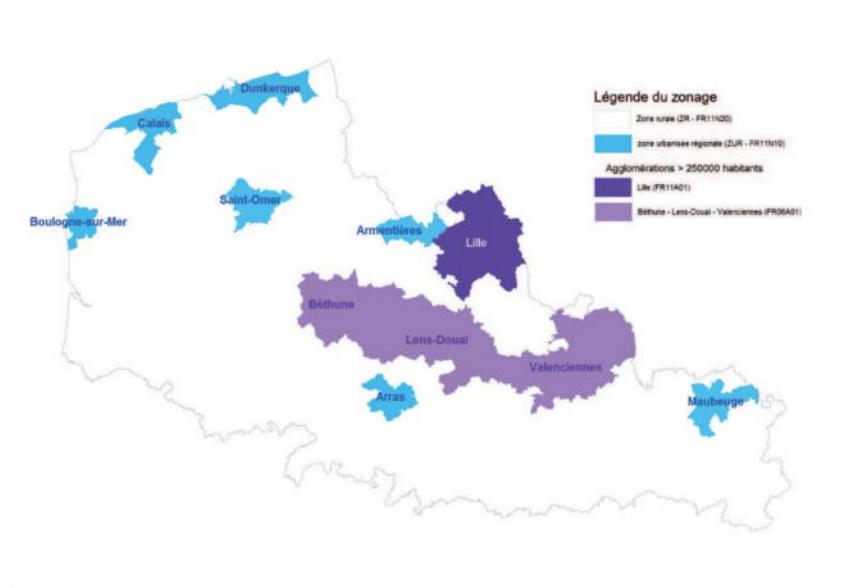 Dunkerque
Calais
Saint-Omer
Boulogne-sur-Mer
Armentières
Lille
Béthune
Lens-Douai
Valenciennes
Arras
Maubeuge
Légende du zonage
Zone rurale (ZR - FR11N20)
zone urbanisée régionale (ZUR - FR11N10)
Agglomérations > 250000 habitants
Lille (FR11A01)
Béthune - Lens-Douai - Valenciennes (FR06A01)